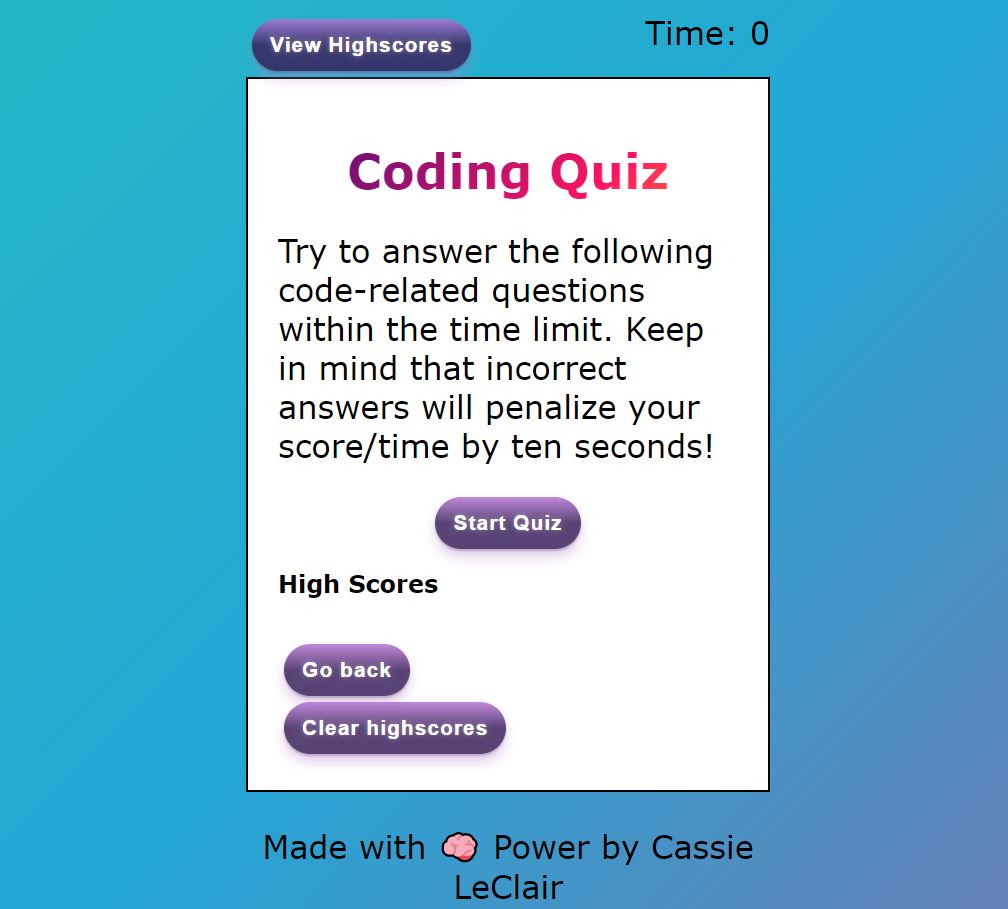 View Highscores
Time: 0
Coding Quiz
Try to answer the following
code-related questions
within the time limit. Keep
in mind that incorrect
answers will penalize your
score/time by ten seconds!
Start Quiz
High Scores
Go back
Clear highscores
Made with 🧠 Power by Cassie
LeClair